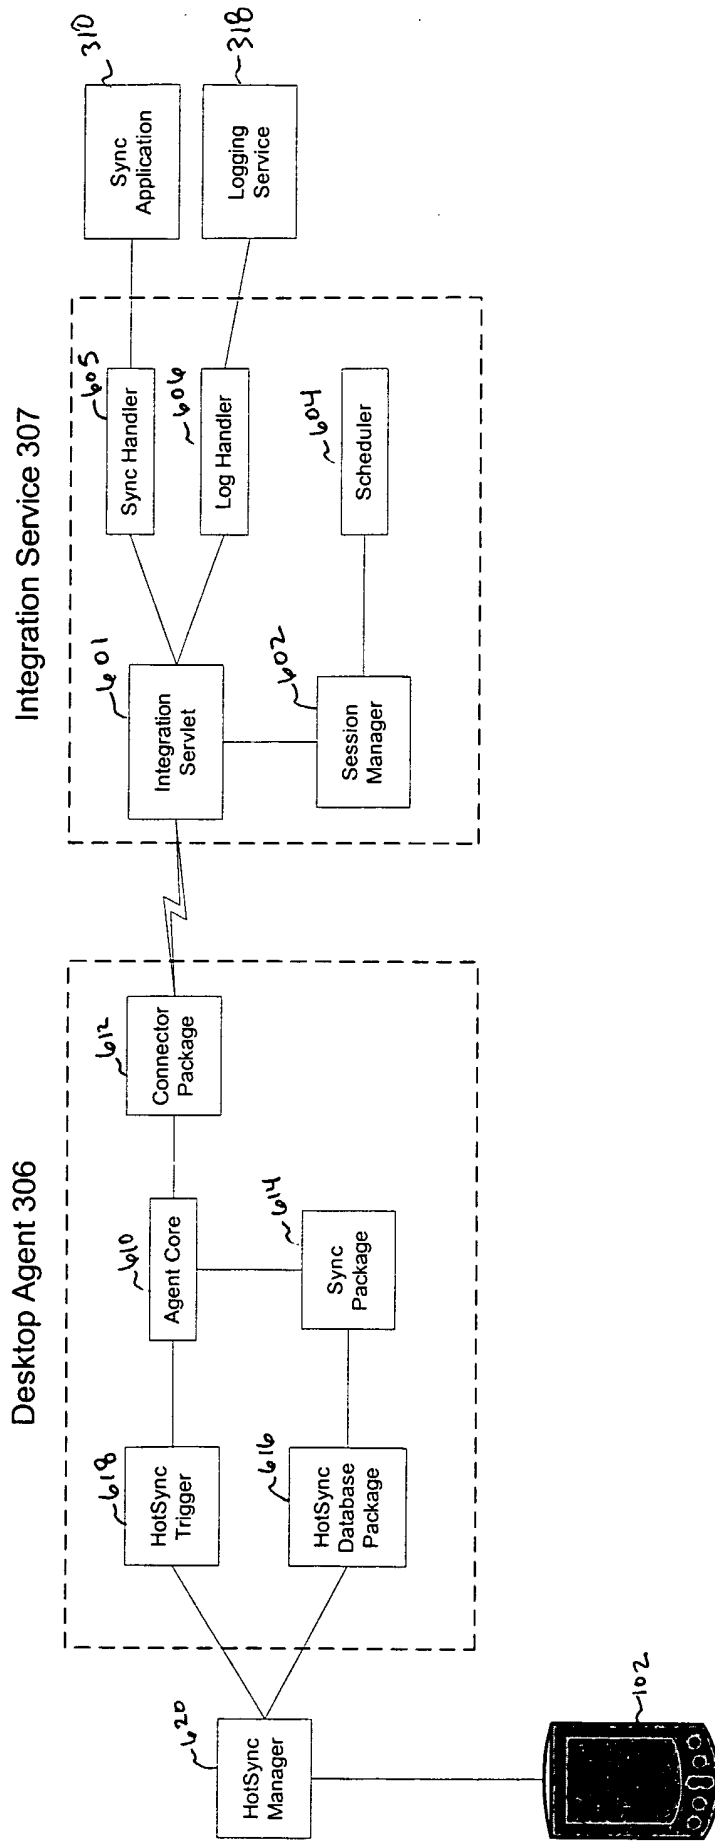 Desktop Agent 306
Integration Service 307
HotSync
Manager
620
102
HotSync
Trigger
618
HotSync
Database
Package
616
Agent Core
610
Sync
Package
614
Connector
Package
612
Integration
Servlet
601
Session
Manager
602
Sync Handler
605
Log Handler
606
Scheduler
604
Sync
Application
310
Logging
Service
318